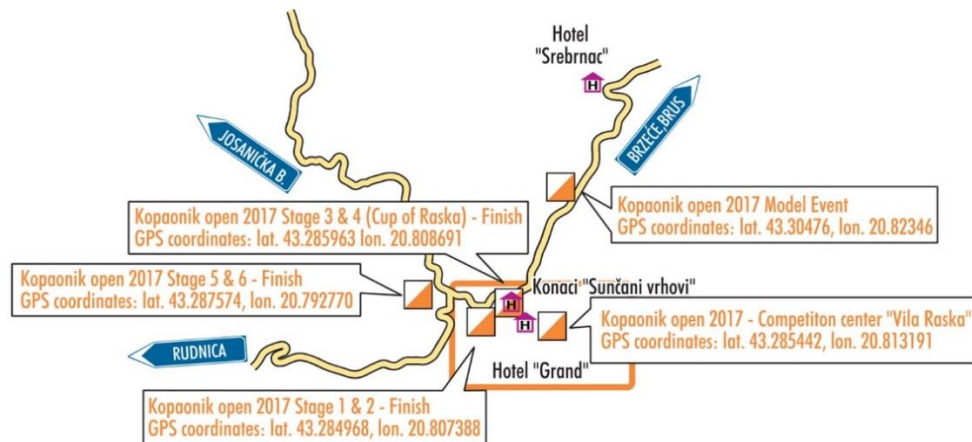 Hotel
"Srebrnac"
JOSANIČKA B.
BRZEĆE,BRUS
Kopaonik open 2017 Model Event
GPS coordinates: lat. 43.30476, lon. 20.82346
Kopaonik open 2017 Stage 3 & 4 (Cup of Raska) - Finish
GPS coordinates: lat. 43.285963 lon. 20.808691
Kopaonik open 2017 Stage 5 & 6 - Finish
GPS coordinates: lat. 43.287574, lon. 20.792770
H
H
H
Konaci "Sunčani vrhovi"
Kopaonik open 2017 - Competiton center "Vila Raska"
GPS coordinates: lat. 43.285442, lon. 20.813191
RUDNICA
Hotel "Grand"
Kopaonik open 2017 Stage 1 & 2 - Finish
GPS coordinates: lat. 43.284968, lon. 20.807388